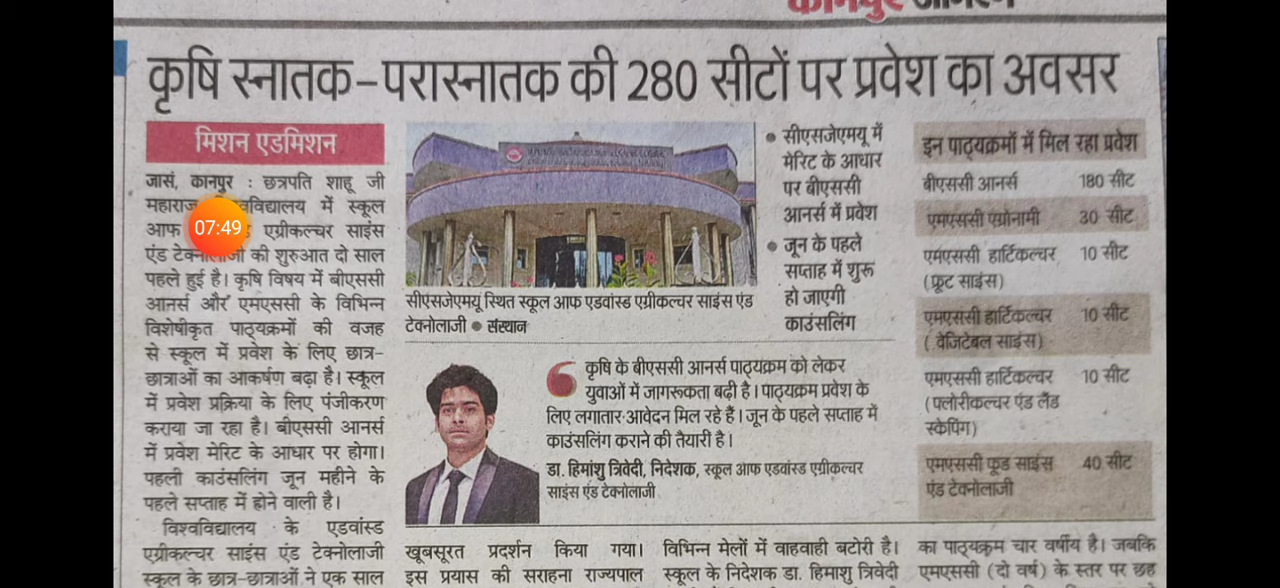 कृषि स्नातक-परास्नातक की 280 सीटों पर प्रवेश का अवसर
मिशन एडमिशन
जासं, कानपुर : छत्रपति शाहू जी
महाराज विद्यालय में स्कूल
आफ एग्रीकल्चर साइंस
एंड की शुरुआत दो साल
पहले हुई है। कृषि विषय में बीएससी
आनर्स और एमएससी के विभिन्न
विशेषीकृत पाठ्यक्रमों की वजह
से स्कूल में प्रवेश के लिए छात्र-
छात्राओं का आकर्षण बढ़ा है। स्कूल
में प्रवेश प्रक्रिया के लिए पंजीकरण
कराया जा रहा है। बीएससी आनर्स
में प्रवेश मेरिट के आधार पर होगा।
पहली काउंसलिंग जून महीने के
पहले सप्ताह में होने वाली है।
विश्वविद्यालय के एडवांस्ड
एग्रीकल्चर साइंस एंड टेक्नोलाजी
स्कूल के छात्र-छात्राओं ने एक साल
07:49
सीएसजेएमयू स्थित स्कूल आफ एडवांस्ड एग्रीकल्चर साइंस एंड
टेक्नोलाजी ● संस्थान
● सीएसजेएमयू में
मेरिट के आधार
पर बीएससी
आनर्स में प्रवेश
● जून के पहले
सप्ताह में शुरू
हो जाएगी
काउंसलिंग
कृषि के बीएससी आनर्स पाठ्यक्रम को लेकर
युवाओं में जागरूकता बढ़ी है। पाठ्यक्रम प्रवेश के
लिए लगातार आवेदन मिल रहे हैं। जून के पहले सप्ताह में
काउंसलिंग कराने की तैयारी है।
डा. हिमांशु त्रिवेदी, निदेशक, स्कूल आफ एडवांस्ड एग्रीकल्चर
साइंस एंड टेक्नोलाजी
खूबसूरत प्रदर्शन किया गया।
इस प्रयास की सराहना राज्यपाल
विभिन्न मेलों में वाहवाही बटोरी है।
स्कूल के निदेशक डा. हिमाशु त्रिवेदी
इन पाठ्यक्रमों में मिल रहा प्रवेश
बीएससी आनर्स 180 सीट
एमएससी एग्रोनामी 30 सीट
एमएससी हार्टिकल्चर 10 सीट
(फ्रूट साइंस)
एमएससी हार्टिकल्चर 10 सीट
( वेजिटेबल साइंस)
एमएससी हार्टिकल्चर 10 सीट
(फ्लोरीकल्चर एंड लैंड
स्केपिंग)
एमएससी फूड साइंस 40 सीट
एंड टेक्नोलाजी
का पाठ्यक्रम चार वर्षीय है। जबकि
एमएससी (दो वर्ष) के स्तर पर छह